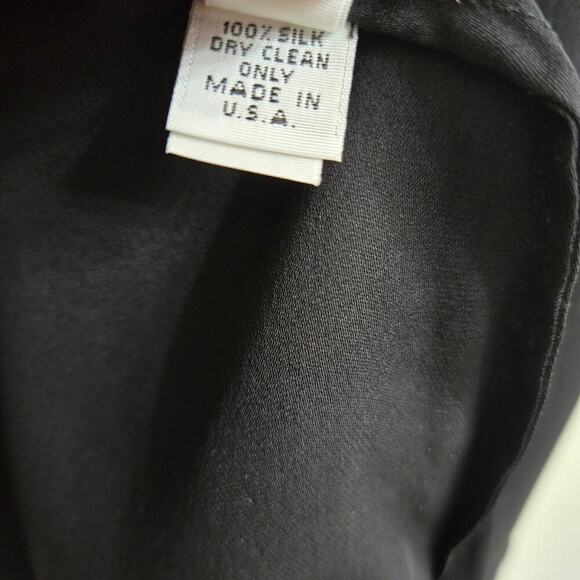 100% SILK
DRY CLEAN
ONLY
MADE IN
U.S.A.